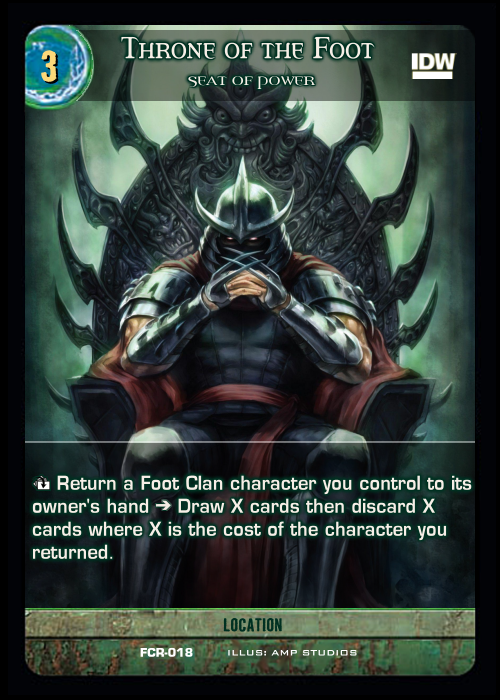 3
THRONE OF THE FOOT
SEAT OF POWER
IDW
Return a Foot Clan character you control to its
owner's hand ➔ Draw X cards then discard X
cards where X is the cost of the character you
returned.
LOCATION
FCR-018 ILLUS: AMP STUDIOS